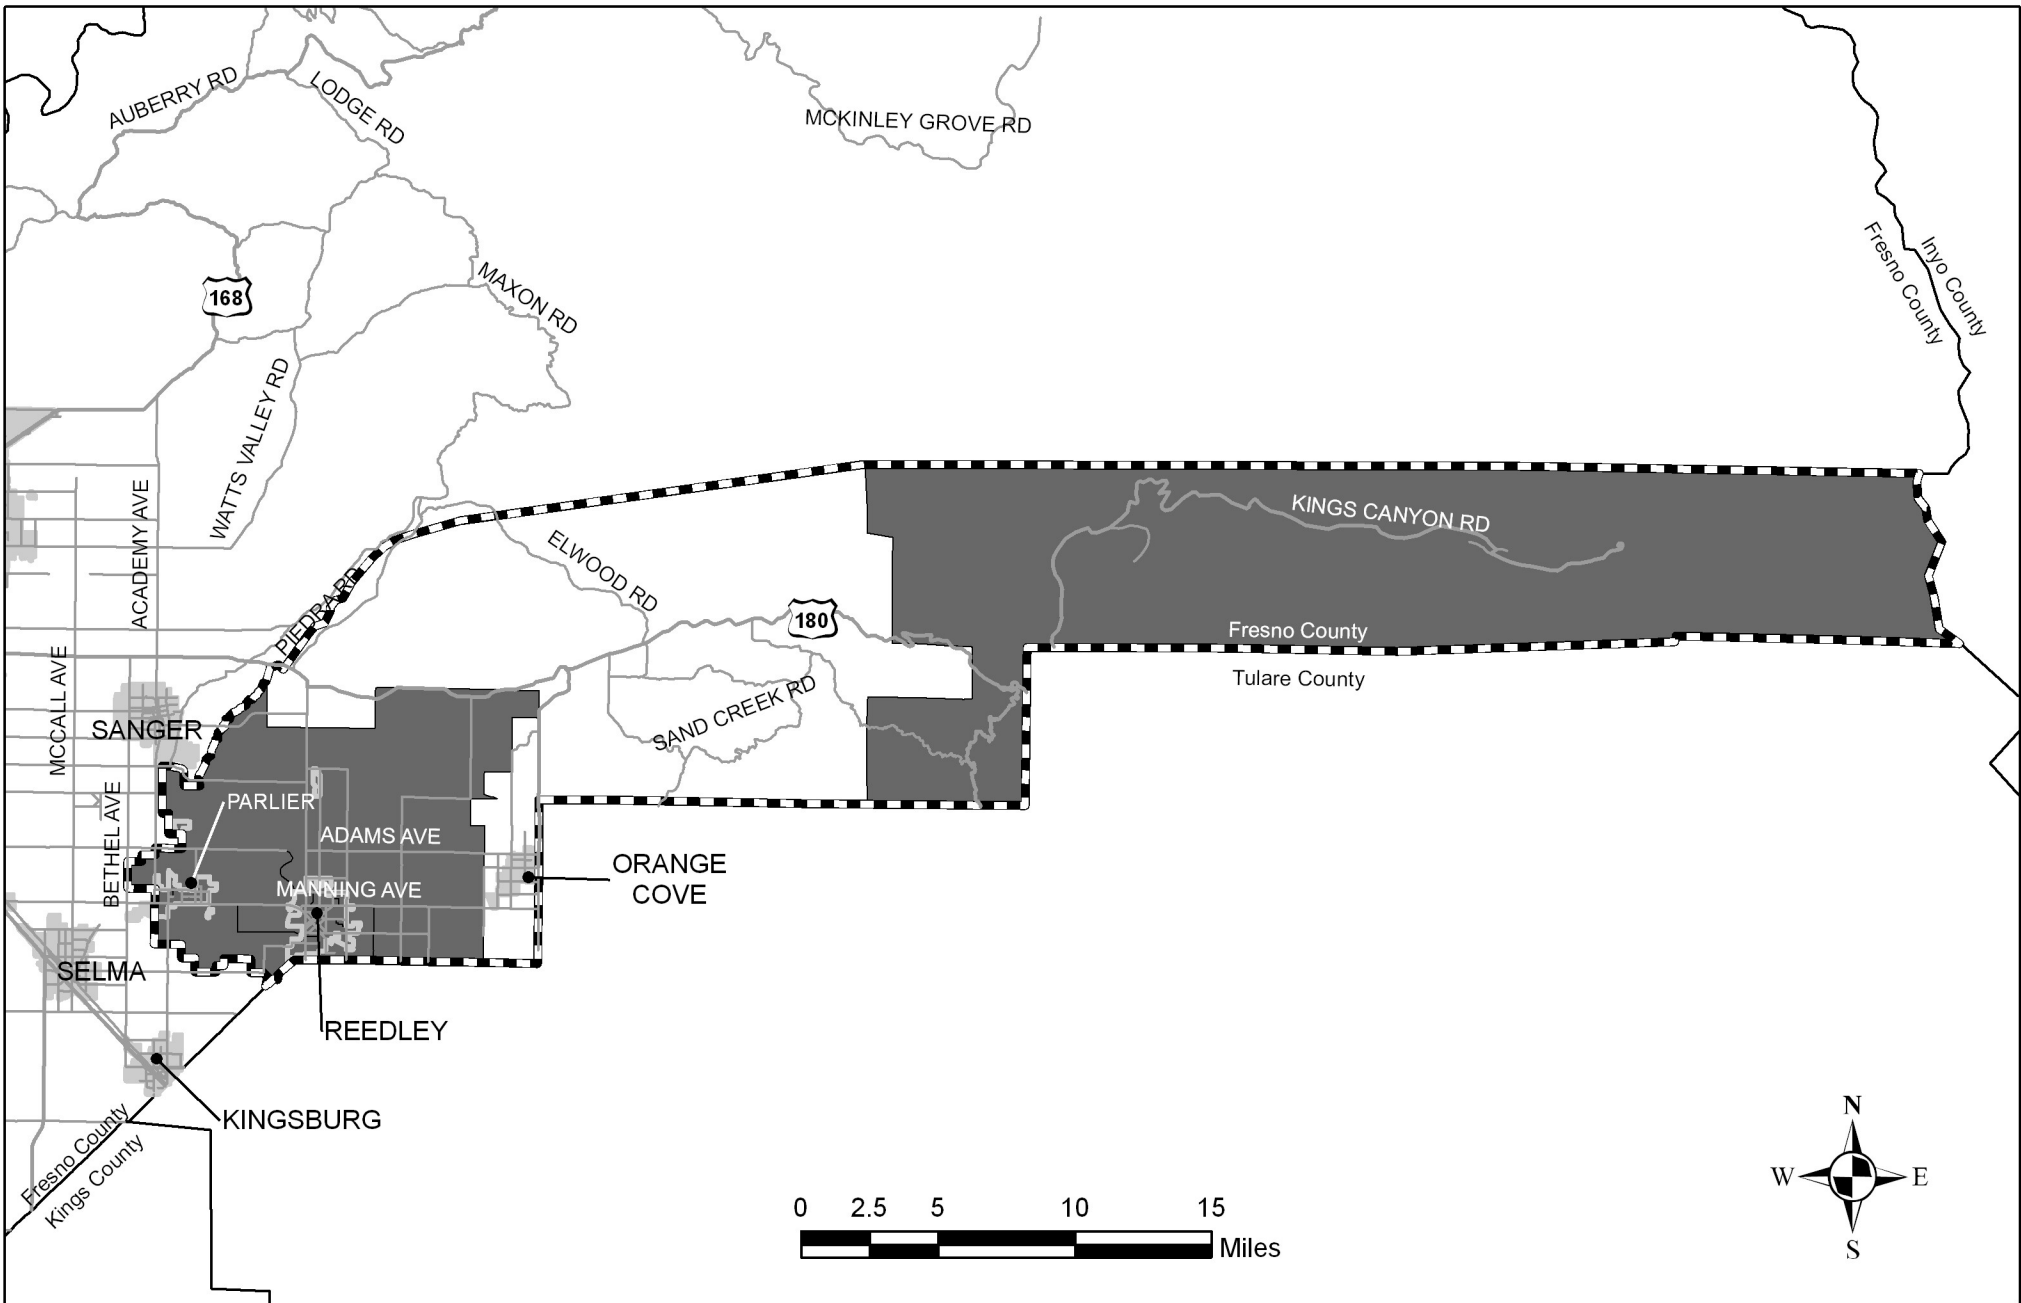 AUBERRY RD
LODGE RD
MCKINLEY GROVE RD
Inyo County
Fresno County
168
MAXON RD
WATTS VALLEY RD
ACADEMY AVE
KINGS CANYON RD
ELWOOD RD
PIEDRA RD
180
Fresno County
Tulare County
MCCALL AVE
SANGER
SAND CREEK RD
BETHEL AVE
PARLIER
ADAMS AVE
ORANGE
COVE
MANNING AVE
SELMA
REEDLEY
KINGSBURG
Fresno County
Kings County
N
W
E
S
0 2.5 5 10 15
Miles